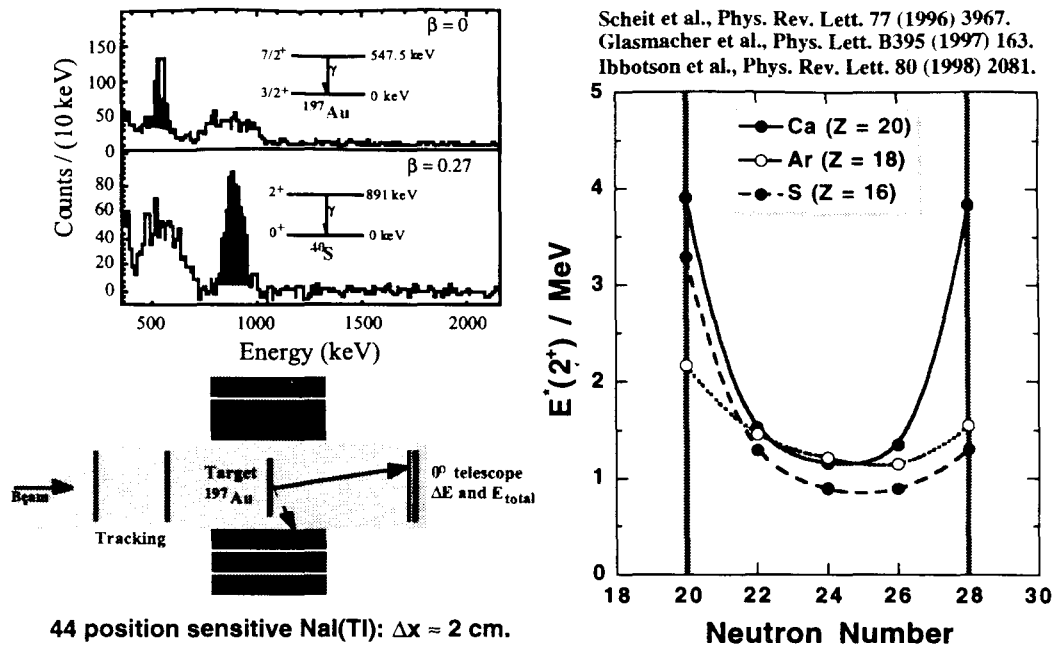 Scheit et al., Phys. Rev. Lett. 77 (1996) 3967.
Glasmacher et al., Phys. Lett. B395 (1997) 163.
Ibbotson et al., Phys. Rev. Lett. 80 (1998) 2081.
Counts / (10 keV)
150
100
50
0
β = 0
7/2⁺ 547.5 keV
γ
3/2⁺ 0 keV
¹⁹⁷Au
80
60
40
20
0
β = 0.27
2⁺ 891 keV
γ
0⁺ 0 keV
⁴⁰S
500 1000 1500 2000
Energy (keV)
Beam
Tracking
Target
¹⁹⁷Au
0⁰ telescope
ΔE and E_total
44 position sensitive NaI(Tl): Δx ≈ 2 cm.
E*(2⁺) / MeV
5
4
3
2
1
0
Ca (Z = 20)
Ar (Z = 18)
S (Z = 16)
18 20 22 24 26 28 30
Neutron Number